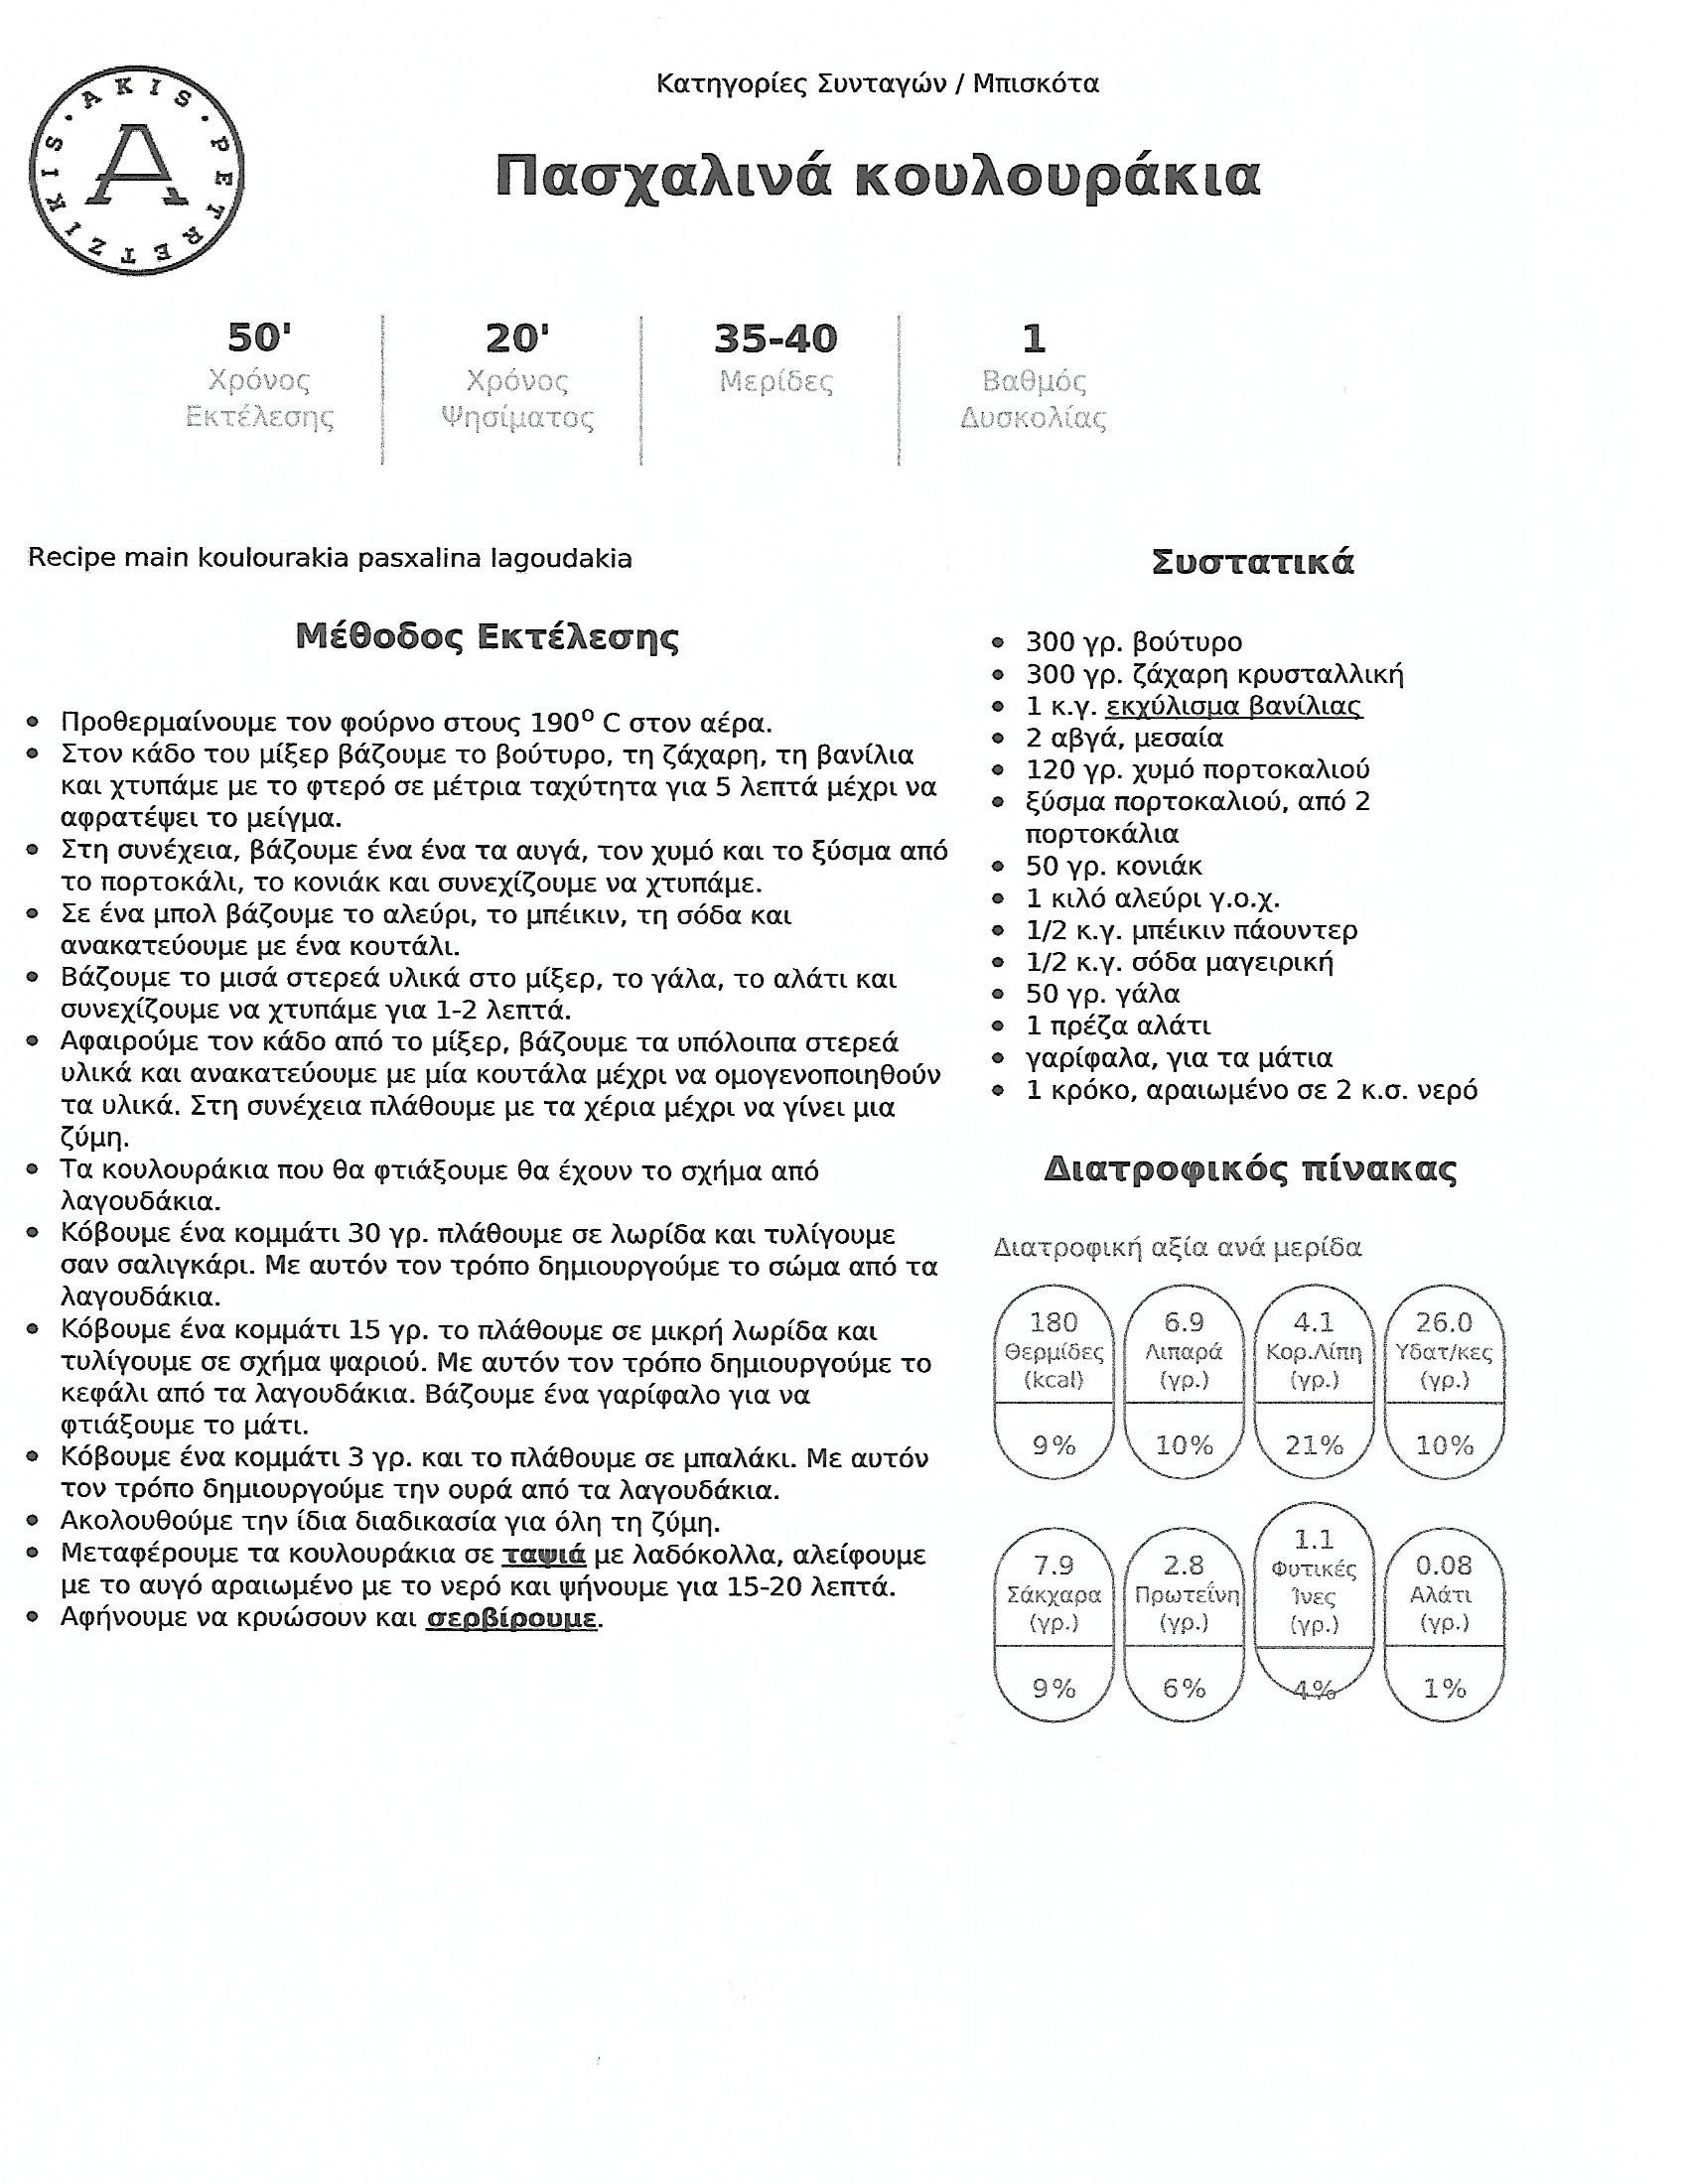 AKIS · PETRETZIKIS ·
A
Κατηγορίες Συνταγών / Μπισκότα
Πασχαλινά κουλουράκια
50'
Χρόνος
Εκτέλεσης
20'
Χρόνος
Ψησίματος
35-40
Μερίδες
1
Βαθμός
Δυσκολίας
Recipe main koulourakia pasxalina lagoudakia
Μέθοδος Εκτέλεσης
• Προθερμαίνουμε τον φούρνο στους 190º C στον αέρα.
• Στον κάδο του μίξερ βάζουμε το βούτυρο, τη ζάχαρη, τη βανίλια
και χτυπάμε με το φτερό σε μέτρια ταχύτητα για 5 λεπτά μέχρι να
αφρατέψει το μείγμα.
• Στη συνέχεια, βάζουμε ένα ένα τα αυγά, τον χυμό και το ξύσμα από
το πορτοκάλι, το κονιάκ και συνεχίζουμε να χτυπάμε.
• Σε ένα μπολ βάζουμε το αλεύρι, το μπέικιν, τη σόδα και
ανακατεύουμε με ένα κουτάλι.
• Βάζουμε το μισά στερεά υλικά στο μίξερ, το γάλα, το αλάτι και
συνεχίζουμε να χτυπάμε για 1-2 λεπτά.
• Αφαιρούμε τον κάδο από το μίξερ, βάζουμε τα υπόλοιπα στερεά
υλικά και ανακατεύουμε με μία κουτάλα μέχρι να ομογενοποιηθούν
τα υλικά. Στη συνέχεια πλάθουμε με τα χέρια μέχρι να γίνει μια
ζύμη.
• Τα κουλουράκια που θα φτιάξουμε θα έχουν το σχήμα από
λαγουδάκια.
• Κόβουμε ένα κομμάτι 30 γρ. πλάθουμε σε λωρίδα και τυλίγουμε
σαν σαλιγκάρι. Με αυτόν τον τρόπο δημιουργούμε το σώμα από τα
λαγουδάκια.
• Κόβουμε ένα κομμάτι 15 γρ. το πλάθουμε σε μικρή λωρίδα και
τυλίγουμε σε σχήμα ψαριού. Με αυτόν τον τρόπο δημιουργούμε το
κεφάλι από τα λαγουδάκια. Βάζουμε ένα γαρίφαλο για να
φτιάξουμε το μάτι.
• Κόβουμε ένα κομμάτι 3 γρ. και το πλάθουμε σε μπαλάκι. Με αυτόν
τον τρόπο δημιουργούμε την ουρά από τα λαγουδάκια.
• Ακολουθούμε την ίδια διαδικασία για όλη τη ζύμη.
• Μεταφέρουμε τα κουλουράκια σε ταψιά με λαδόκολλα, αλείφουμε
με το αυγό αραιωμένο με το νερό και ψήνουμε για 15-20 λεπτά.
• Αφήνουμε να κρυώσουν και σερβίρουμε.
Συστατικά
• 300 γρ. βούτυρο
• 300 γρ. ζάχαρη κρυσταλλική
• 1 κ.γ. εκχύλισμα βανίλιας
• 2 αβγά, μεσαία
• 120 γρ. χυμό πορτοκαλιού
• ξύσμα πορτοκαλιού, από 2
πορτοκάλια
• 50 γρ. κονιάκ
• 1 κιλό αλεύρι γ.ο.χ.
• 1/2 κ.γ. μπέικιν πάουντερ
• 1/2 κ.γ. σόδα μαγειρική
• 50 γρ. γάλα
• 1 πρέζα αλάτι
• γαρίφαλα, για τα μάτια
• 1 κρόκο, αραιωμένο σε 2 κ.σ. νερό
Διατροφικός πίνακας
Διατροφική αξία ανά μερίδα
180
Θερμίδες
(kcal)
9%
6.9
Λιπαρά
(γρ.)
10%
4.1
Κορ.Λίπη
(γρ.)
21%
26.0
Υδατ/κες
(γρ.)
10%
7.9
Σάκχαρα
(γρ.)
9%
2.8
Πρωτεΐνη
(γρ.)
6%
1.1
Φυτικές
Ίνες
(γρ.)
4%
0.08
Αλάτι
(γρ.)
1%